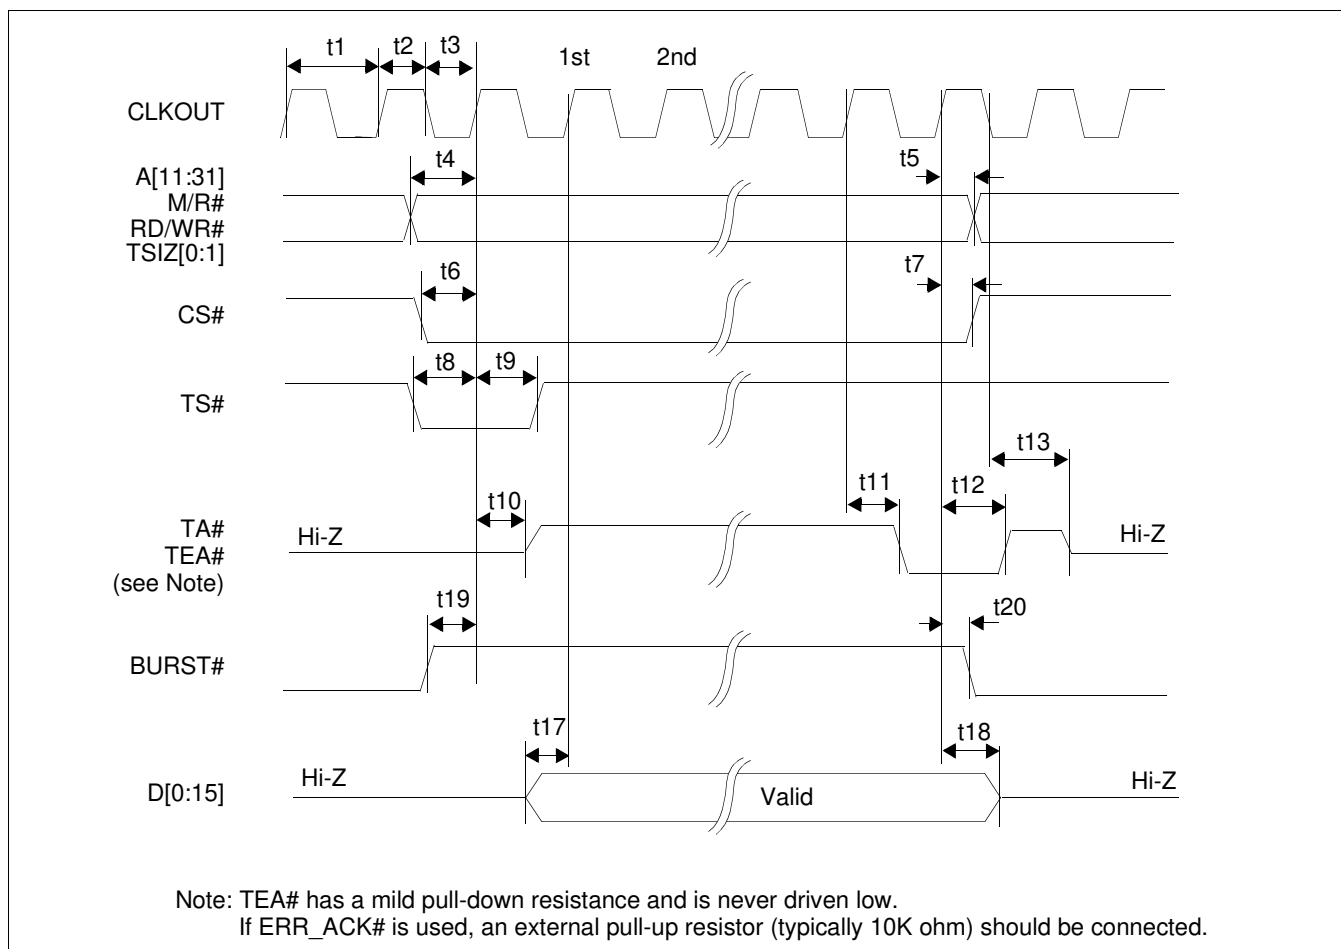 t1 t2 t3 1st 2nd
CLKOUT
t4 t5
A[11:31]
M/R#
RD/WR#
TSIZ[0:1]
t6 t7
CS#
t8 t9
TS#
t13
t10 t11 t12
TA#
TEA#
(see Note)
Hi-Z Hi-Z
t19 t20
BURST#
t17 t18
D[0:15] Hi-Z Valid Hi-Z
Note: TEA# has a mild pull-down resistance and is never driven low.
If ERR_ACK# is used, an external pull-up resistor (typically 10K ohm) should be connected.